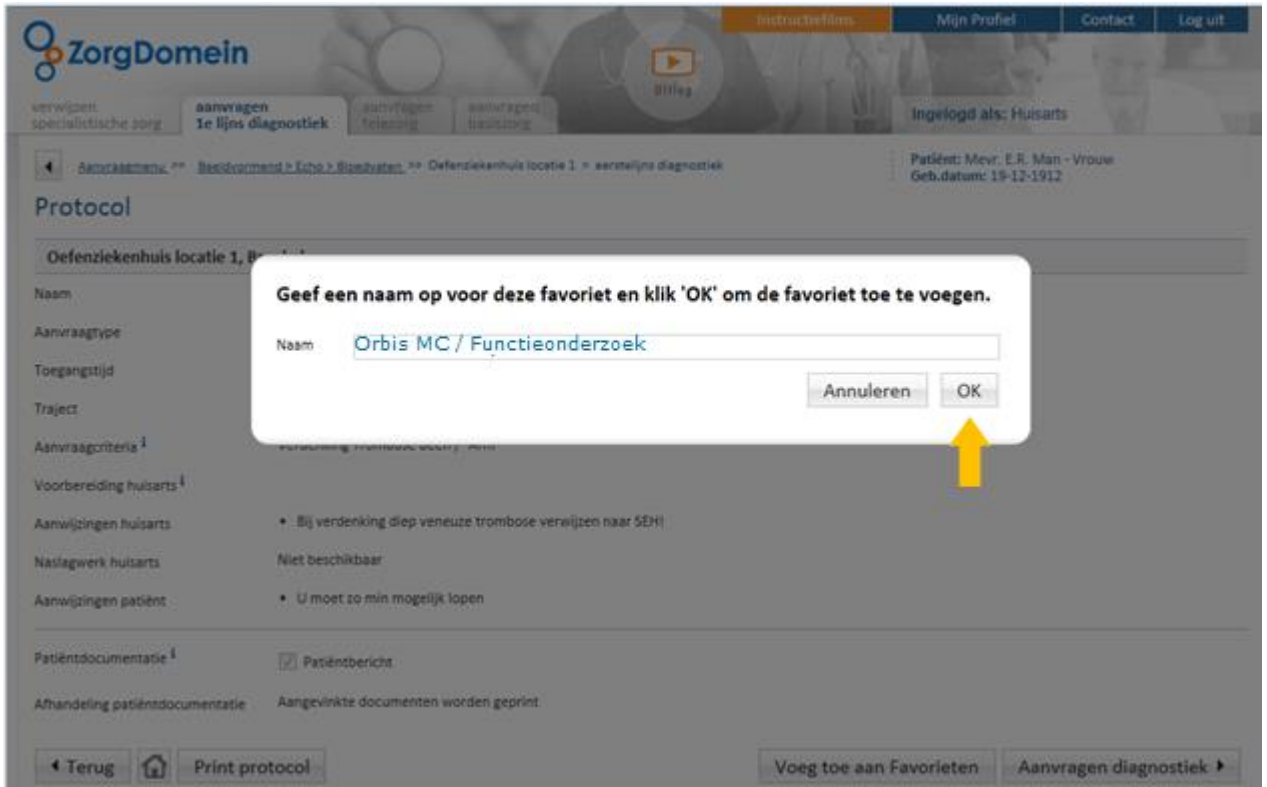 Instructiefilms Mijn Profiel Contact Log uit
ZorgDomein
Uitleg
verwijzen
specialistische zorg
aanvragen
1e lijns diagnostiek
aanvragen
telezorg
aanvragen
basiszorg
Ingelogd als: Huisarts
Aanvraagmenu >> Beeldvormend > Echo > Bloedvaten >> Oefenziekenhuis locatie 1 > eerstelijns diagnostiek
Patiënt: Mevr. E.R. Man - Vrouw
Geb.datum: 19-12-1912
Protocol
Oefenziekenhuis locatie 1,
Geef een naam op voor deze favoriet en klik 'OK' om de favoriet toe te voegen.
Naam Orbis MC / Functieonderzoek
Annuleren OK
Naam
Aanvraagtype
Toegangstijd
Traject
Aanvraagcriteria i Verdenking Trombose been / Arm
Voorbereiding huisarts i
Aanwijzingen huisarts • Bij verdenking diep veneuze trombose verwijzen naar SEH!
Naslagwerk huisarts Niet beschikbaar
Aanwijzingen patiënt • U moet zo min mogelijk lopen
Patiëntdocumentatie i Patiëntbericht
Afhandeling patiëntdocumentatie Aangevinkte documenten worden geprint
Terug Print protocol Voeg toe aan Favorieten Aanvragen diagnostiek